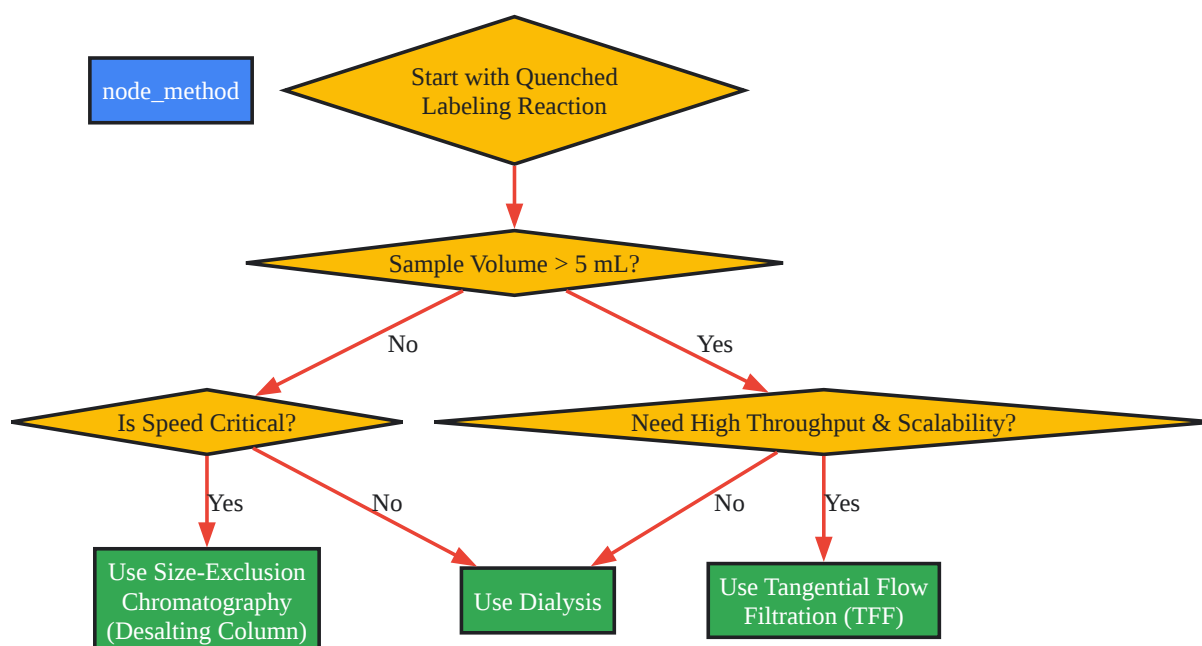 node_method
Start with Quenched
Labeling Reaction
Sample Volume > 5 mL?
No
Yes
Is Speed Critical?
Need High Throughput & Scalability?
Yes
No
No
Yes
Use Size-Exclusion
Chromatography
(Desalting Column)
Use Dialysis
Use Tangential Flow
Filtration (TFF)